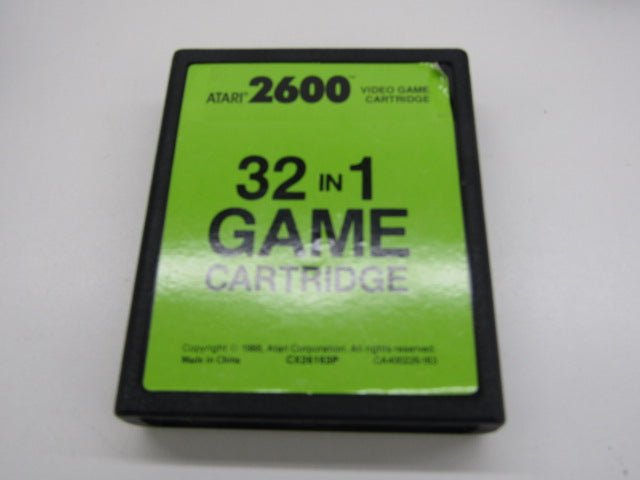 ATARI® 2600™ VIDEO GAME CARTRIDGE
32 IN 1
GAME
CARTRIDGE
Copyright © 1988, Atari Corporation. All rights reserved.
Made in China CX26163P